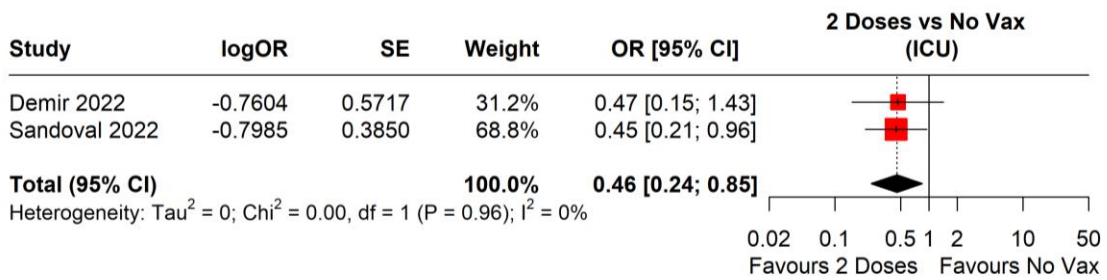 2 Doses vs No Vax
Study logOR SE Weight OR [95% CI] (ICU)
Demir 2022 -0.7604 0.5717 31.2% 0.47 [0.15; 1.43]
Sandoval 2022 -0.7985 0.3850 68.8% 0.45 [0.21; 0.96]
Total (95% CI) 100.0% 0.46 [0.24; 0.85]
Heterogeneity: Tau² = 0; Chi² = 0.00, df = 1 (P = 0.96); I² = 0%
0.02 0.1 0.5 1 2 10 50
Favours 2 Doses Favours No Vax